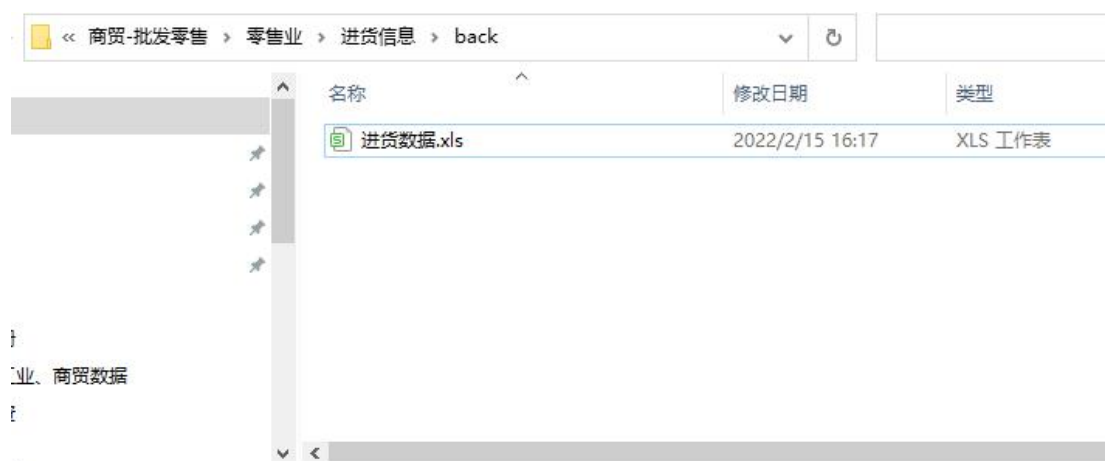 « 商贸-批发零售 › 零售业 › 进货信息 › back
名称 修改日期 类型
进货数据.xls 2022/2/15 16:17 XLS 工作表
业、商贸数据